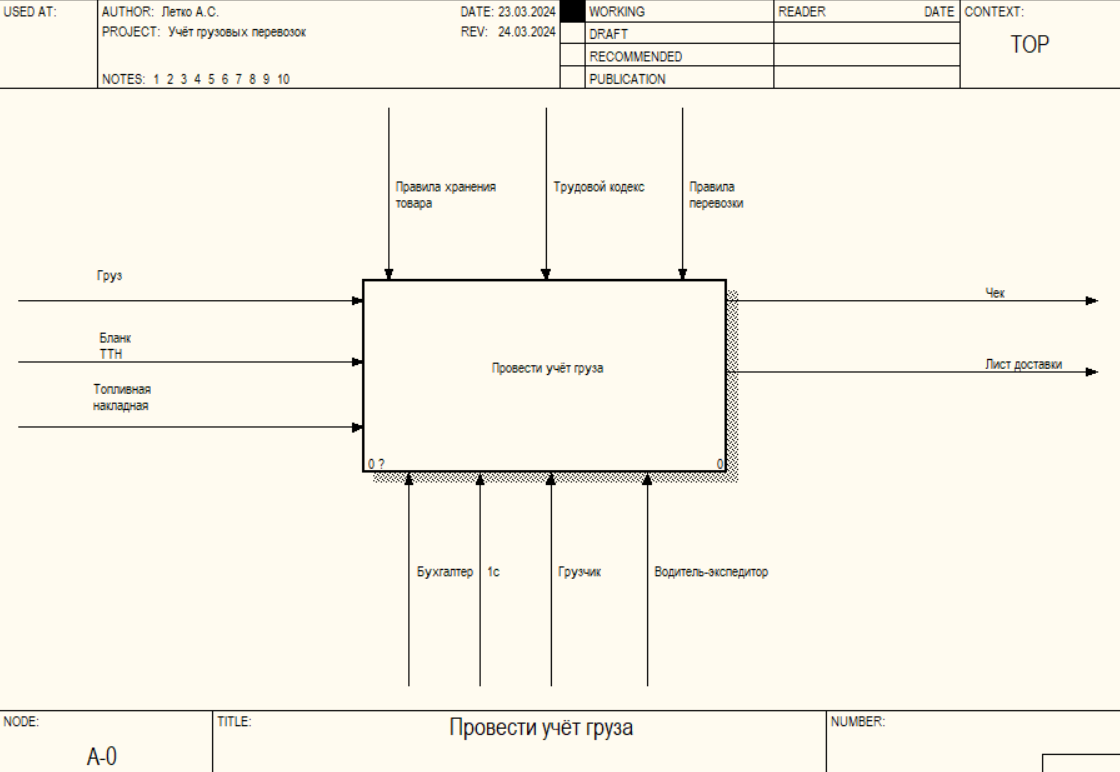 USED AT:
AUTHOR: Летко А.С.
DATE: 23.03.2024
PROJECT: Учёт грузовых перевозок
REV: 24.03.2024
NOTES: 1 2 3 4 5 6 7 8 9 10
WORKING
DRAFT
RECOMMENDED
PUBLICATION
READER
DATE
CONTEXT:
TOP
Правила хранения
товара
Трудовой кодекс
Правила
перевозки
Груз
Бланк
ТТН
Топливная
накладная
Провести учёт груза
0 ?
0
Чек
Лист доставки
Бухгалтер
1с
Грузчик
Водитель-экспедитор
NODE:
A-0
TITLE:
Провести учёт груза
NUMBER: